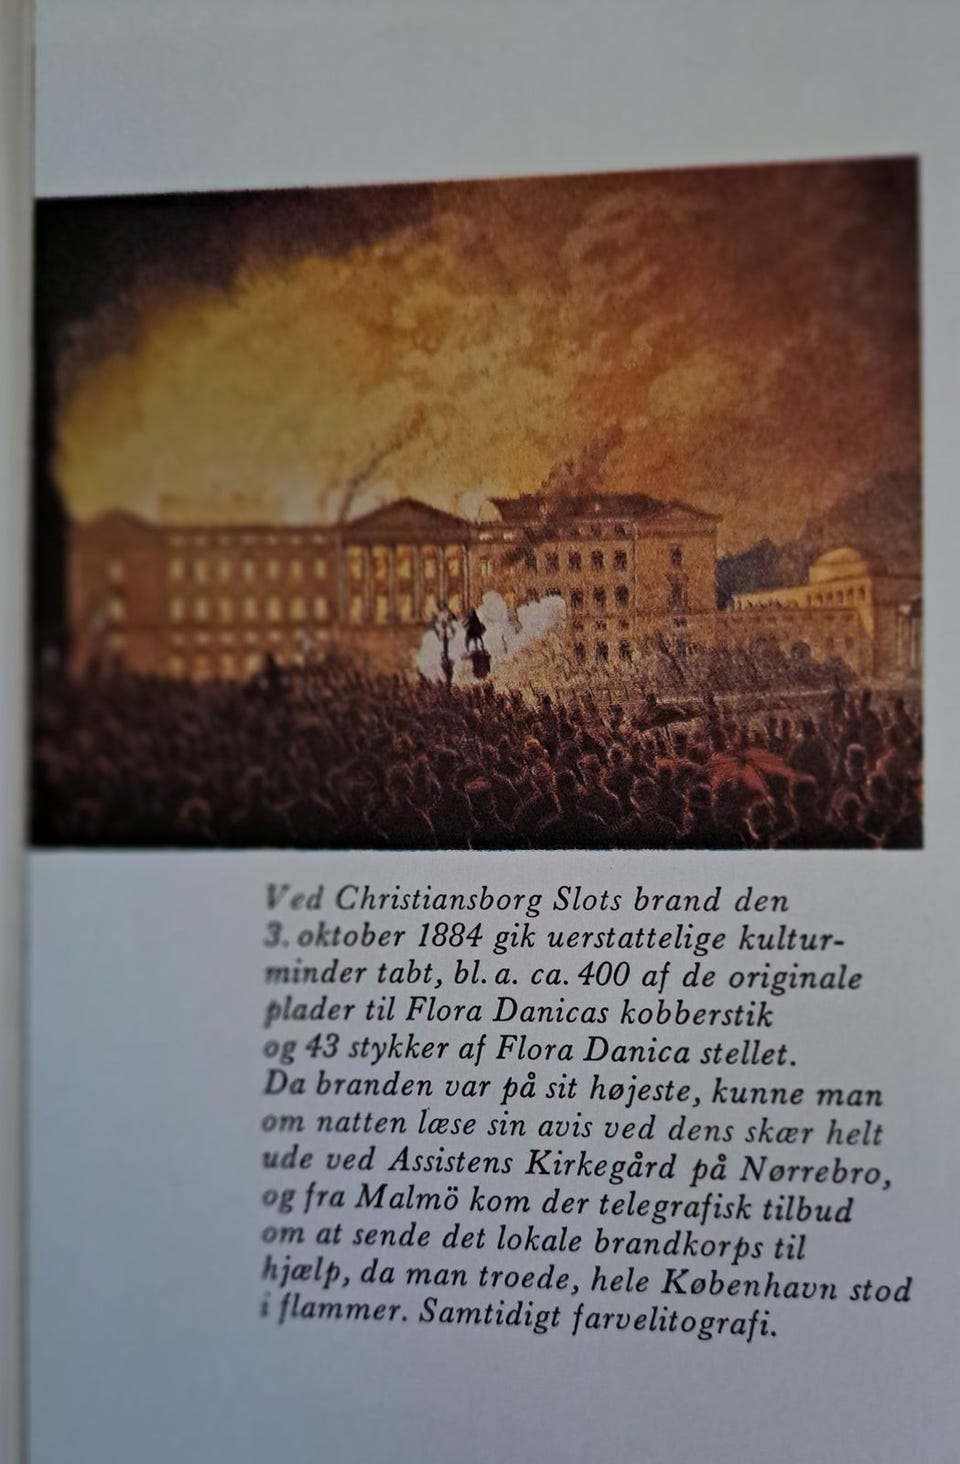 Ved Christiansborg Slots brand den
3. oktober 1884 gik uerstattelige kultur-
minder tabt, bl. a. ca. 400 af de originale
plader til Flora Danicas kobberstik
og 43 stykker af Flora Danica stellet.
Da branden var på sit højeste, kunne man
om natten læse sin avis ved dens skær helt
ude ved Assistens Kirkegård på Nørrebro,
og fra Malmö kom der telegrafisk tilbud
om at sende det lokale brandkorps til
hjælp, da man troede, hele København stod
i flammer. Samtidigt farvelitografi.